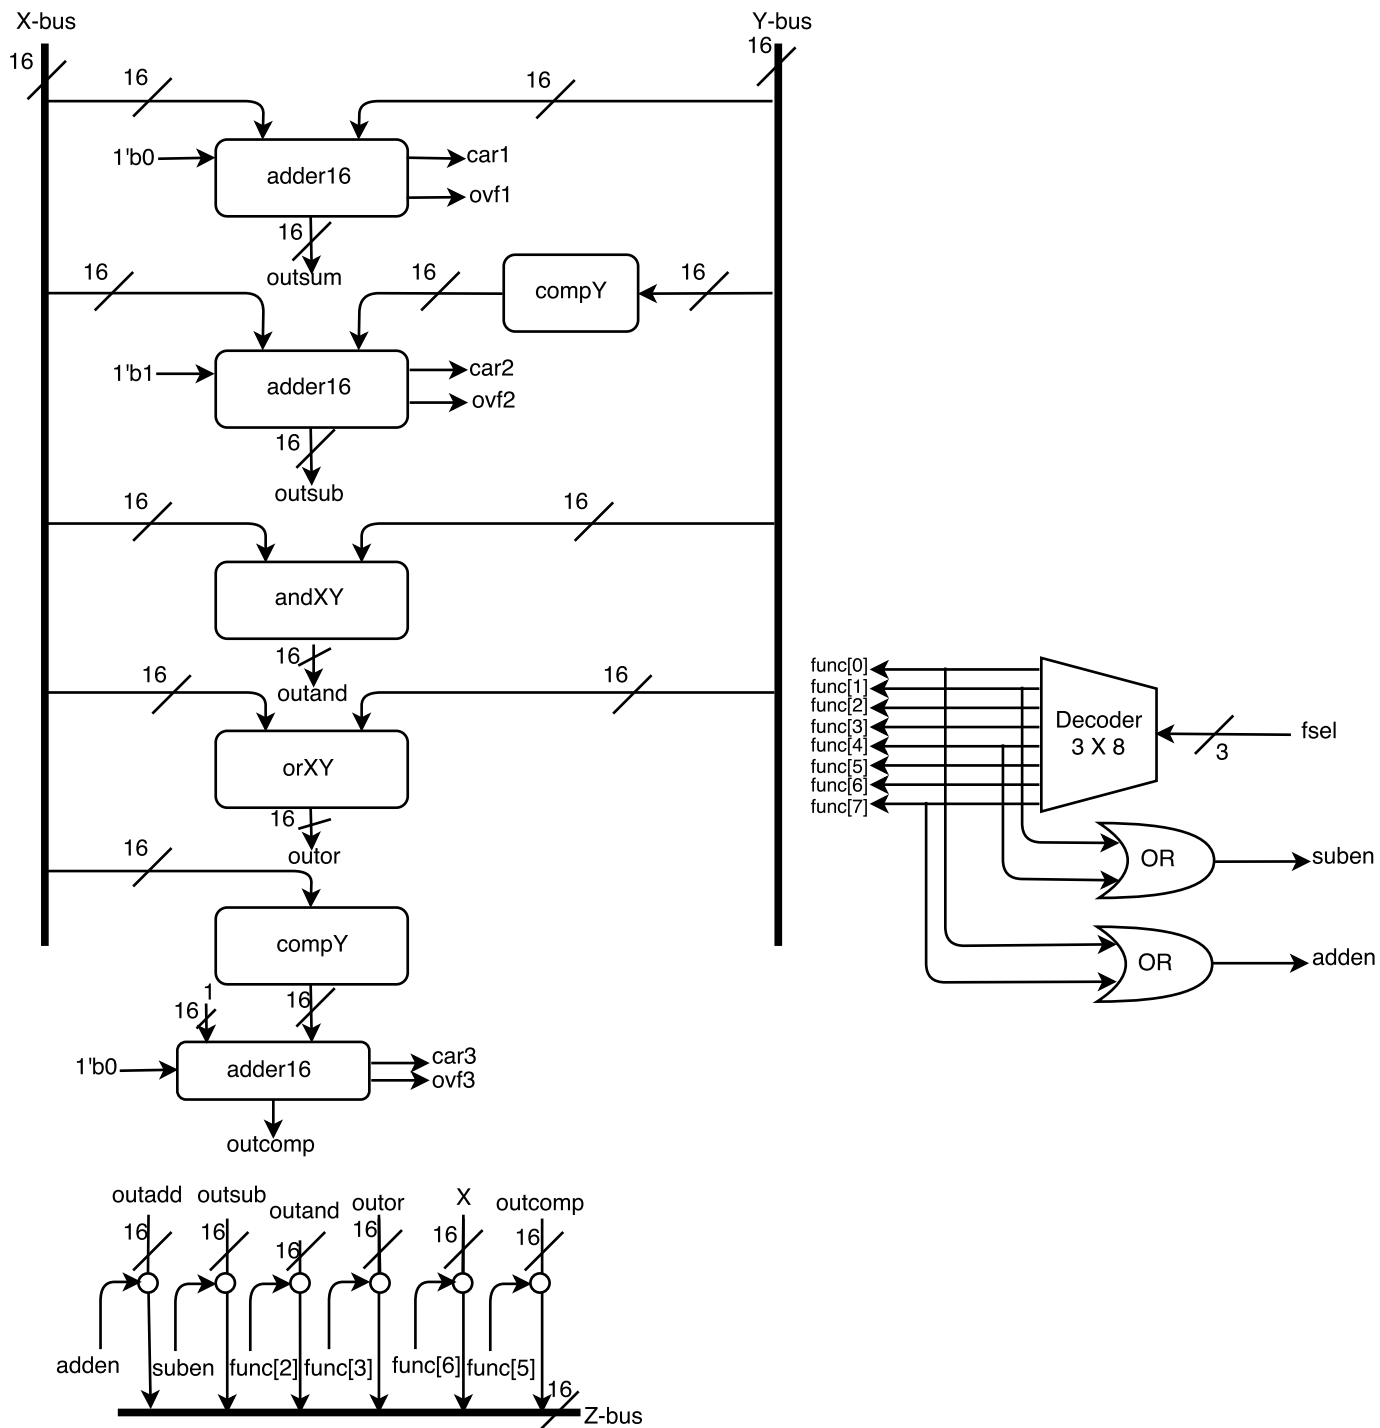 X-bus
Y-bus
16
16
16
16
1'b0
adder16
car1
ovf1
16
outsum
16
16
compY
16
1'b1
adder16
car2
ovf2
16
outsub
16
16
andXY
16
outand
16
16
orXY
16
outor
16
compY
1
16
16
1'b0
adder16
car3
ovf3
outcomp
func[0]
func[1]
func[2]
func[3]
func[4]
func[5]
func[6]
func[7]
Decoder
3 X 8
fsel
3
OR
suben
OR
adden
outadd
outsub
outand
outor
X
outcomp
16
16
16
16
16
16
adden
suben
func[2]
func[3]
func[6]
func[5]
16
Z-bus